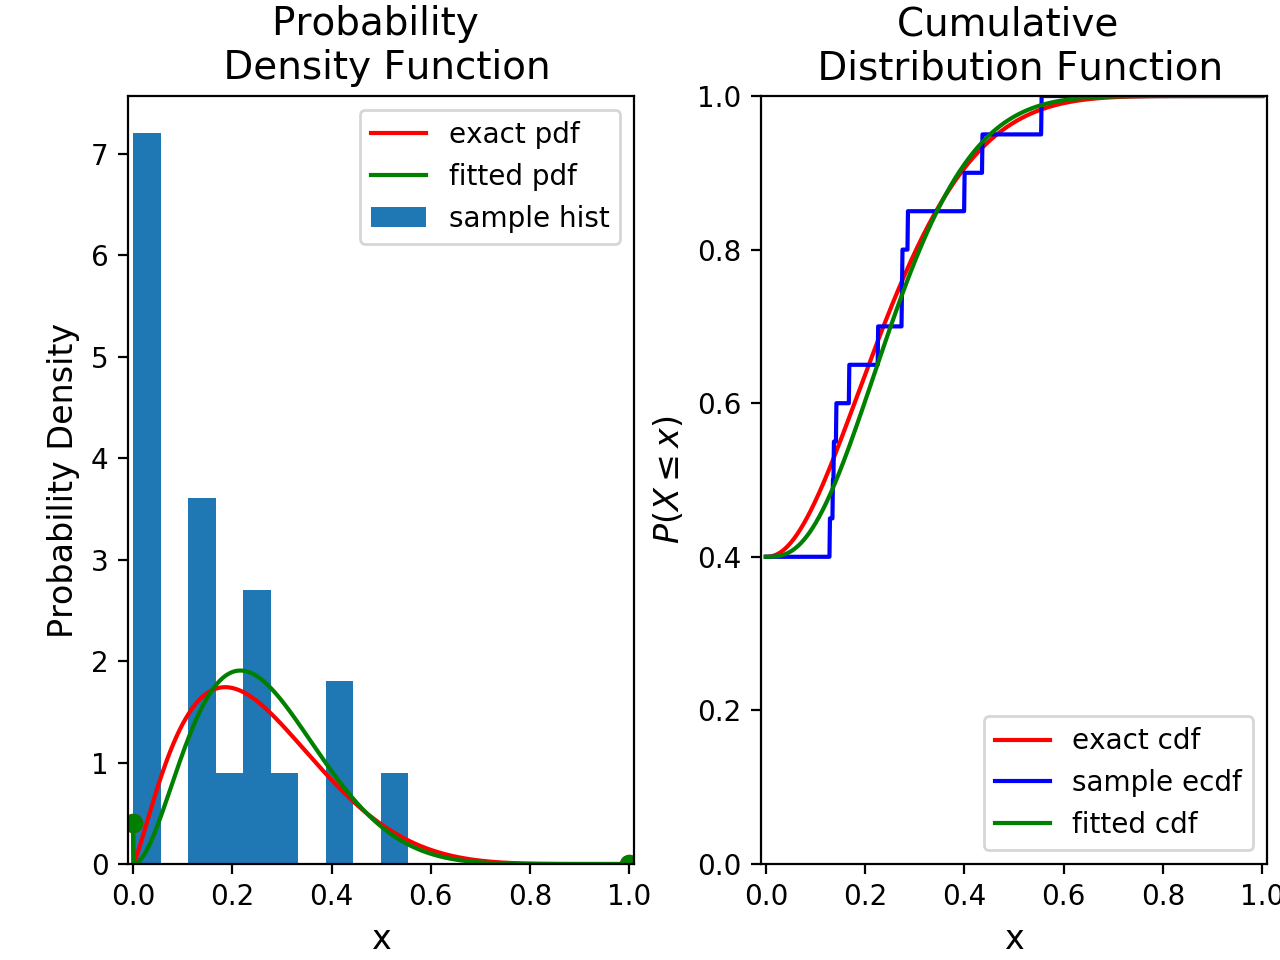 Probability
Density Function
Probability Density
7
6
5
4
3
2
1
0
0.0 0.2 0.4 0.6 0.8 1.0
x
exact pdf
fitted pdf
sample hist
Cumulative
Distribution Function
P(X ≤ x)
1.0
0.8
0.6
0.4
0.2
0.0
0.0 0.2 0.4 0.6 0.8 1.0
x
exact cdf
sample ecdf
fitted cdf